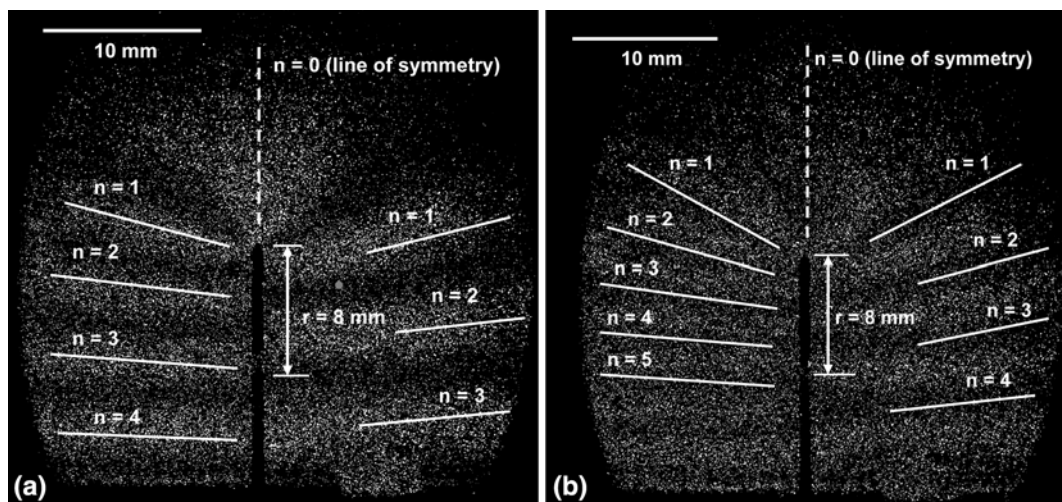 10 mm
n = 0 (line of symmetry)
n = 1
n = 1
n = 2
n = 2
r = 8 mm
n = 3
n = 3
n = 4
(a)
10 mm
n = 0 (line of symmetry)
n = 1
n = 1
n = 2
n = 2
n = 3
n = 3
n = 4
r = 8 mm
n = 5
n = 4
(b)